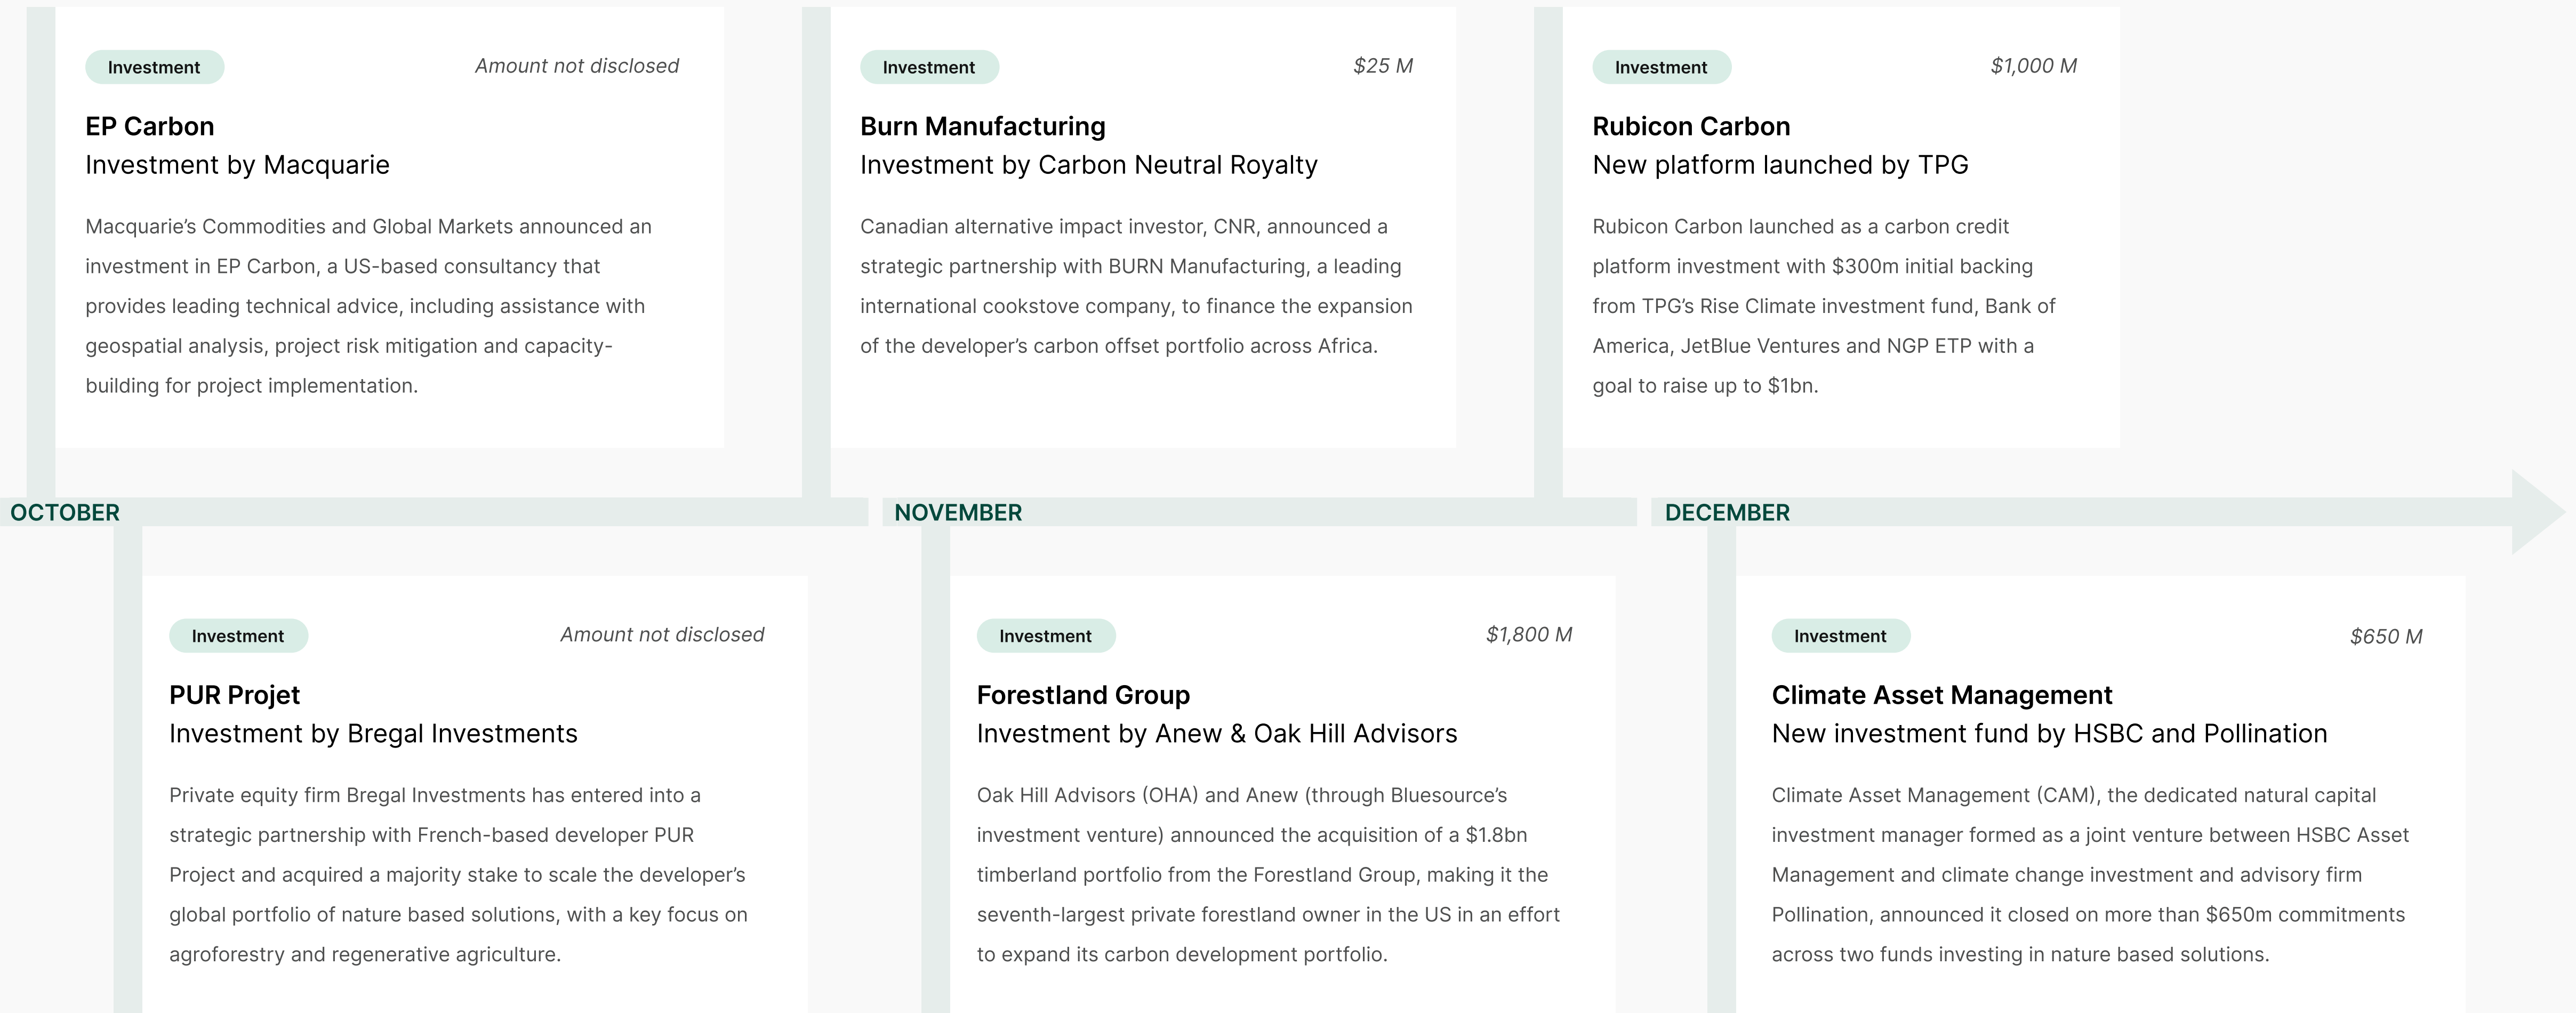 Investment
Amount not disclosed
EP Carbon
Investment by Macquarie
Macquarie’s Commodities and Global Markets announced an
investment in EP Carbon, a US-based consultancy that
provides leading technical advice, including assistance with
geospatial analysis, project risk mitigation and capacity-
building for project implementation.
Investment
$25 M
Burn Manufacturing
Investment by Carbon Neutral Royalty
Canadian alternative impact investor, CNR, announced a
strategic partnership with BURN Manufacturing, a leading
international cookstove company, to finance the expansion
of the developer’s carbon offset portfolio across Africa.
Investment
$1,000 M
Rubicon Carbon
New platform launched by TPG
Rubicon Carbon launched as a carbon credit
platform investment with $300m initial backing
from TPG’s Rise Climate investment fund, Bank of
America, JetBlue Ventures and NGP ETP with a
goal to raise up to $1bn.
OCTOBER
NOVEMBER
DECEMBER
Investment
Amount not disclosed
PUR Projet
Investment by Bregal Investments
Private equity firm Bregal Investments has entered into a
strategic partnership with French-based developer PUR
Project and acquired a majority stake to scale the developer’s
global portfolio of nature based solutions, with a key focus on
agroforestry and regenerative agriculture.
Investment
$1,800 M
Forestland Group
Investment by Anew & Oak Hill Advisors
Oak Hill Advisors (OHA) and Anew (through Bluesource’s
investment venture) announced the acquisition of a $1.8bn
timberland portfolio from the Forestland Group, making it the
seventh-largest private forestland owner in the US in an effort
to expand its carbon development portfolio.
Investment
$650 M
Climate Asset Management
New investment fund by HSBC and Pollination
Climate Asset Management (CAM), the dedicated natural capital
investment manager formed as a joint venture between HSBC Asset
Management and climate change investment and advisory firm
Pollination, announced it closed on more than $650m commitments
across two funds investing in nature based solutions.